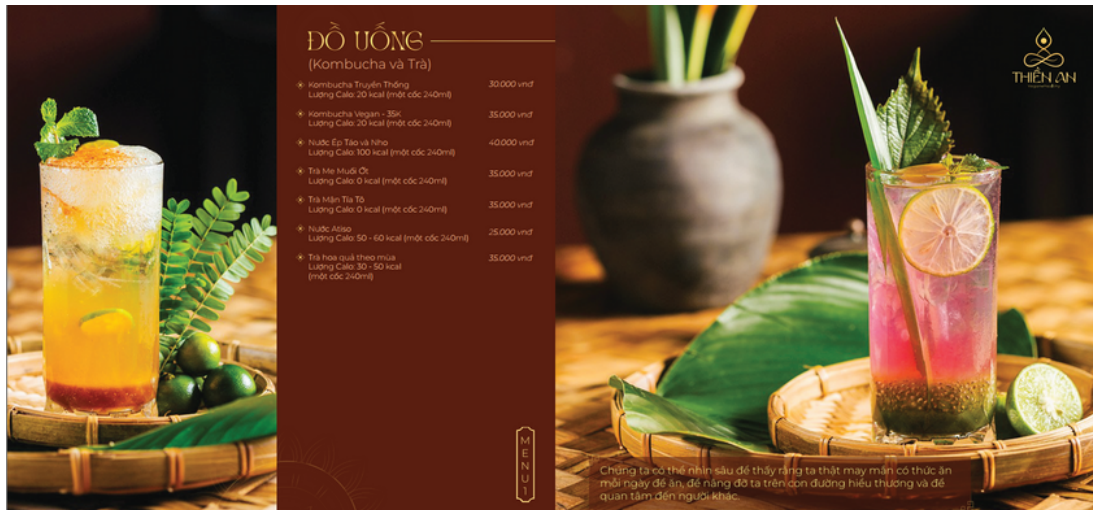 ĐỒ UỐNG
(Kombucha và Trà)
Kombucha Truyền Thống 30.000 vnđ
Lượng Calo: 20 kcal (một cốc 240ml)
Kombucha Vegan - 35K 35.000 vnđ
Lượng Calo: 20 kcal (một cốc 240ml)
Nước Ép Táo và Nho 40.000 vnđ
Lượng Calo: 100 kcal (một cốc 240ml)
Trà Me Muối Ớt 35.000 vnđ
Lượng Calo: 0 kcal (một cốc 240ml)
Trà Mận Tía Tô 35.000 vnđ
Lượng Calo: 0 kcal (một cốc 240ml)
Nước Atiso 25.000 vnđ
Lượng Calo: 50 - 60 kcal (một cốc 240ml)
Trà hoa quả theo mùa 35.000 vnđ
Lượng Calo: 30 - 50 kcal
(một cốc 240ml)
MENU 1
THIỀN AN
Chúng ta có thể nhìn sâu để thấy rằng ta thật may mắn có thức ăn
mỗi ngày để ăn, để nâng đỡ ta trên con đường hiểu thương và để
quan tâm đến người khác.